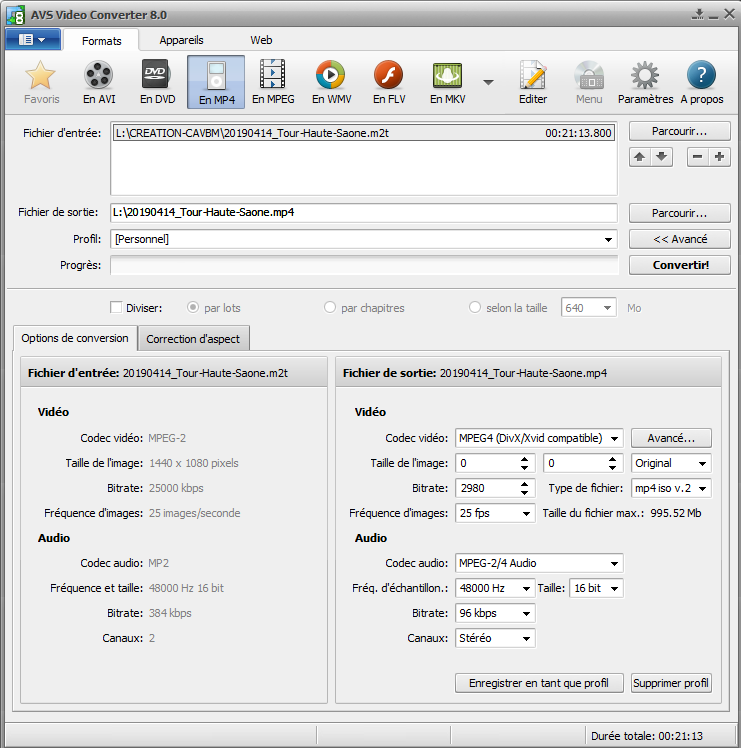 AVS Video Converter 8.0
Formats Appareils Web
Favoris En AVI DVD En DVD En MP4 En MPEG En WMV En FLV En MKV Editer Menu Paramètres A propos
Fichier d'entrée: L:\CREATION-CAVBM\20190414_Tour-Haute-Saone.m2t 00:21:13.800 Parcourir...
Fichier de sortie: L:\20190414_Tour-Haute-Saone.mp4 Parcourir...
Profil: [Personnel] << Avancé
Progrès: Convertir!
Diviser: par lots par chapitres selon la taille 640 Mo
Options de conversion Correction d'aspect
Fichier d'entrée: 20190414_Tour-Haute-Saone.m2t
Vidéo
Codec vidéo: MPEG-2
Taille de l'image: 1440 x 1080 pixels
Bitrate: 25000 kbps
Fréquence d'images: 25 images/seconde
Audio
Codec audio: MP2
Fréquence et taille: 48000 Hz 16 bit
Bitrate: 384 kbps
Canaux: 2
Fichier de sortie: 20190414_Tour-Haute-Saone.mp4
Vidéo
Codec vidéo: MPEG4 (DivX/Xvid compatible) Avancé...
Taille de l'image: 0 0 Original
Bitrate: 2980 Type de fichier: mp4 iso v.2
Fréquence d'images: 25 fps Taille du fichier max.: 995.52 Mb
Audio
Codec audio: MPEG-2/4 Audio
Fréq. d'échantillon.: 48000 Hz Taille: 16 bit
Bitrate: 96 kbps
Canaux: Stéréo
Enregistrer en tant que profil Supprimer profil
Durée totale: 00:21:13